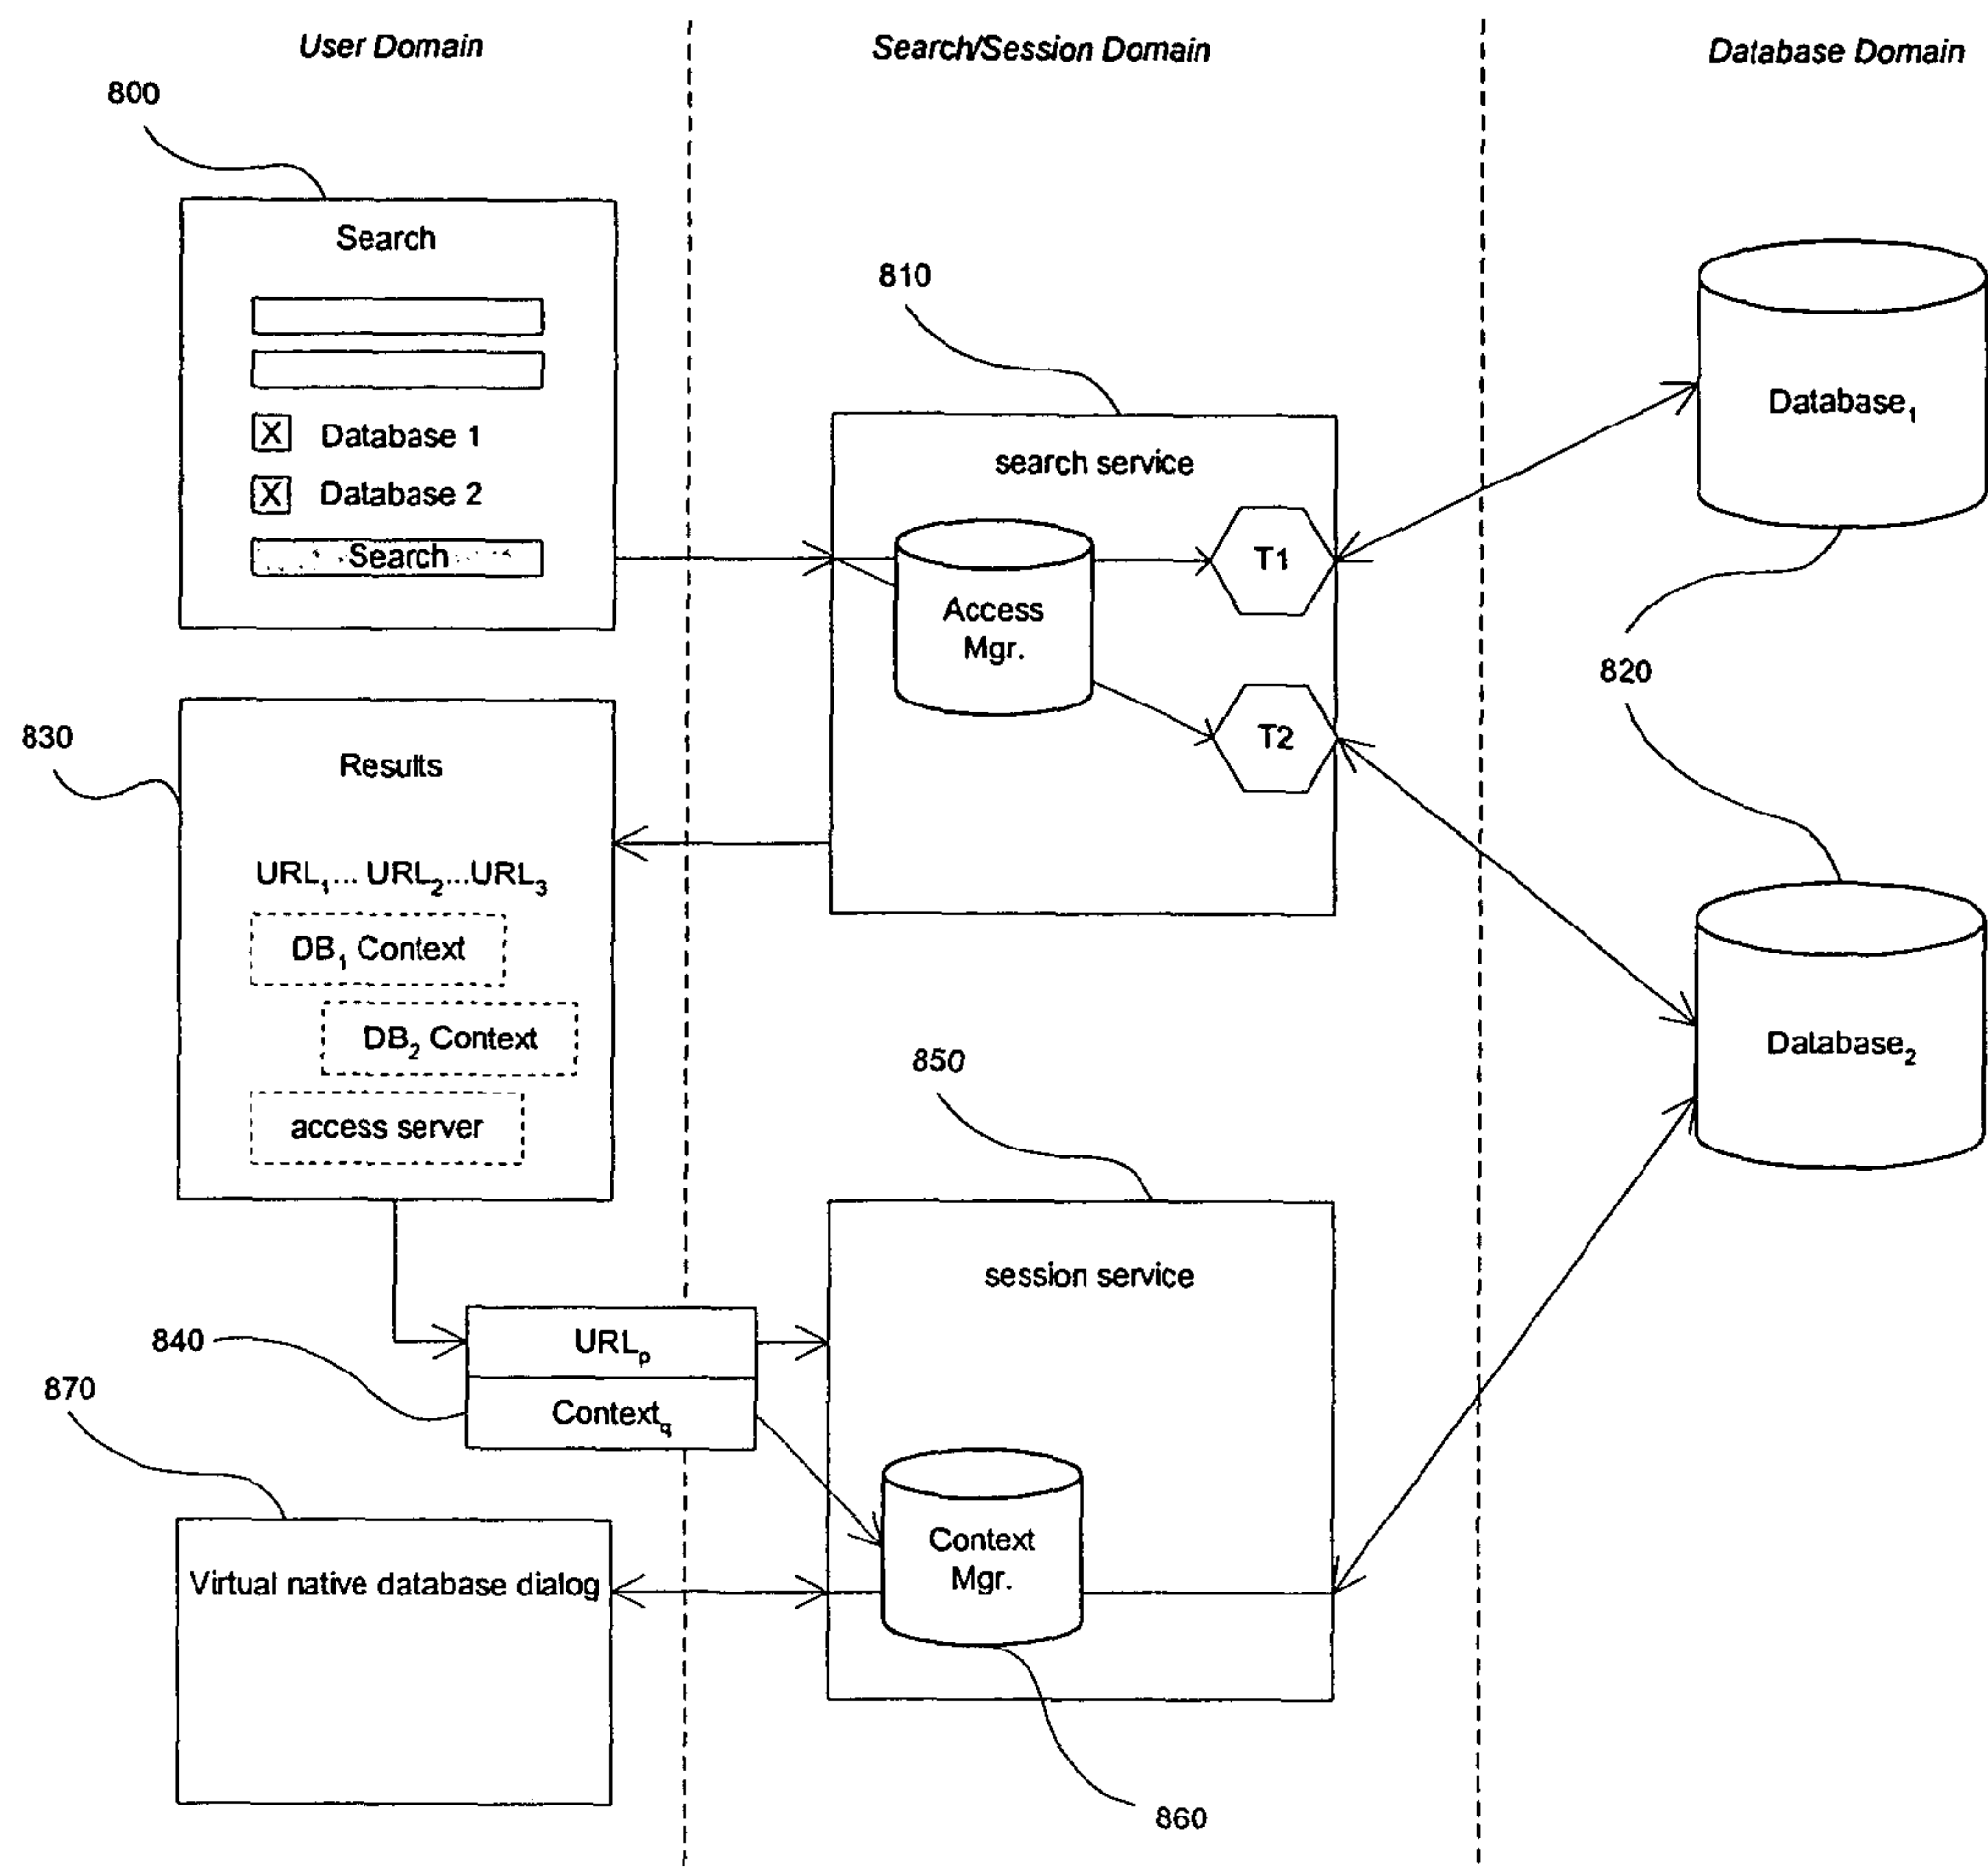 User Domain
Search/Session Domain
Database Domain
800
Search
X Database 1
X Database 2
Search
810
search service
Access
Mgr.
T1
T2
Database₁
820
Database₂
830
Results
URL₁... URL₂...URL₃
DB₁ Context
DB₂ Context
access server
840
URLₚ
Context_q
850
session service
Context
Mgr.
860
870
Virtual native database dialog